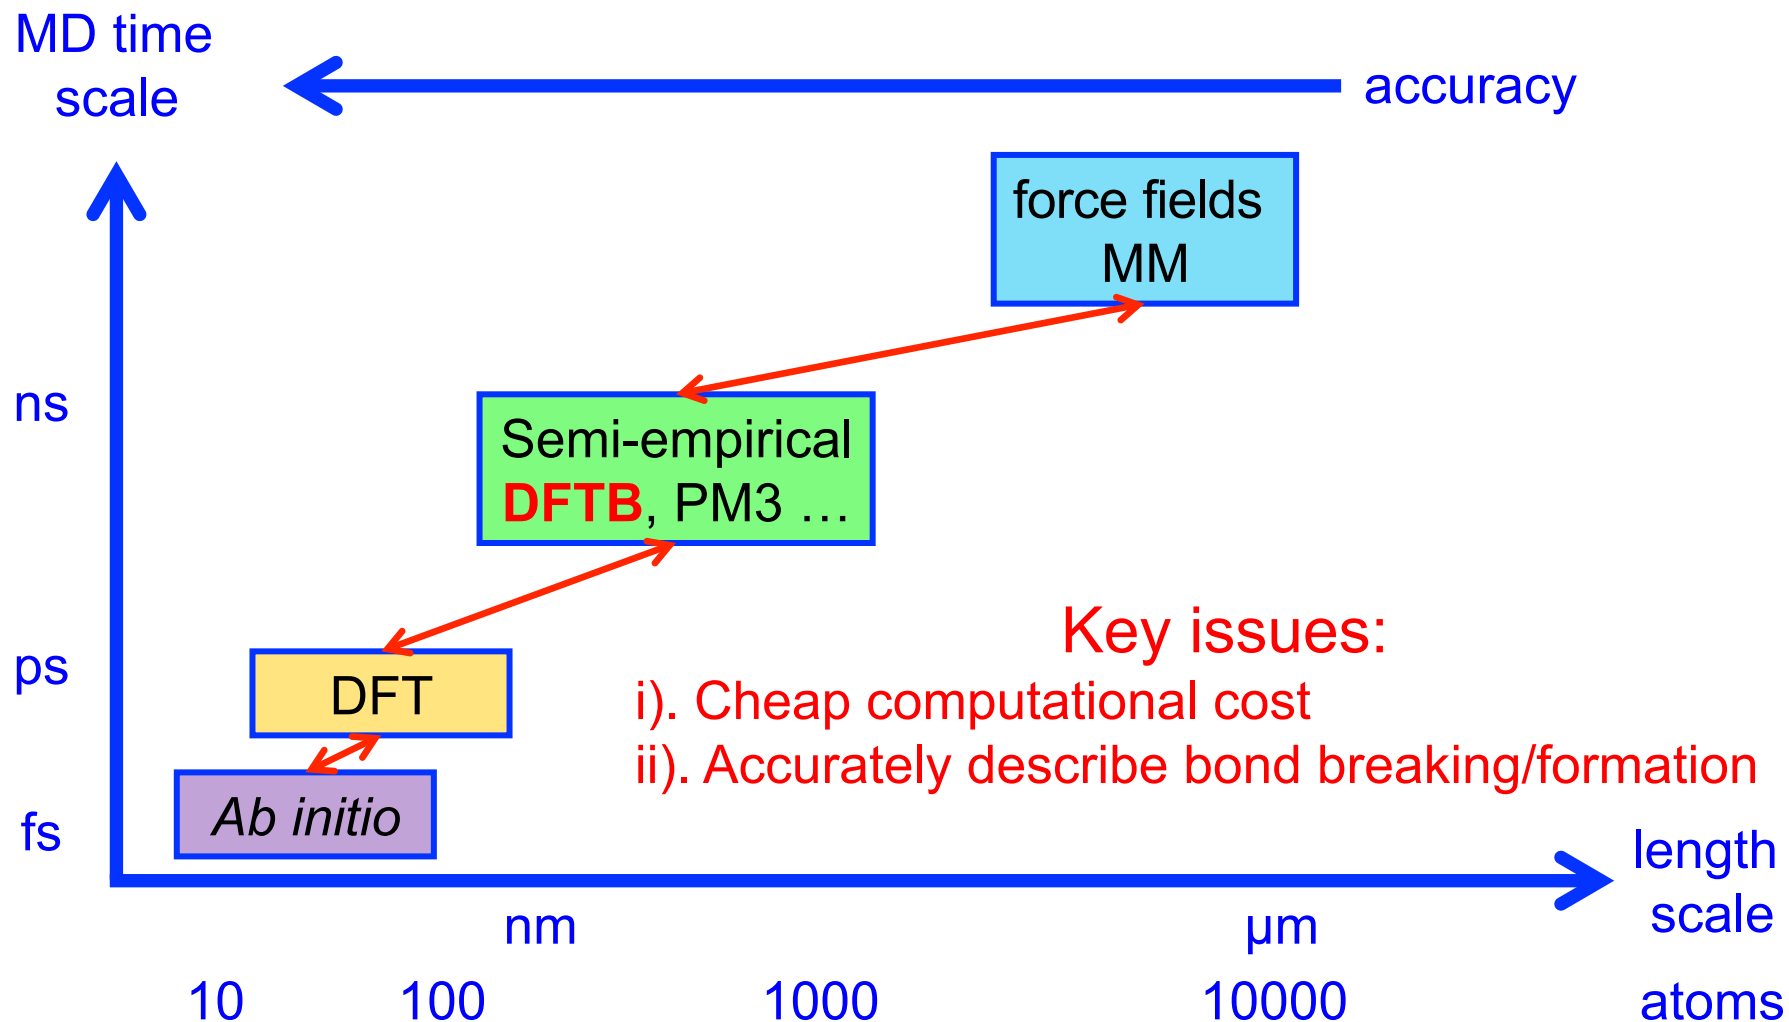 MD time
scale
accuracy
force fields
MM
ns
Semi-empirical
DFTB, PM3 …
Key issues:
ps
DFT
i). Cheap computational cost
ii). Accurately describe bond breaking/formation
fs
Ab initio
length
scale
nm
µm
10
100
1000
10000
atoms